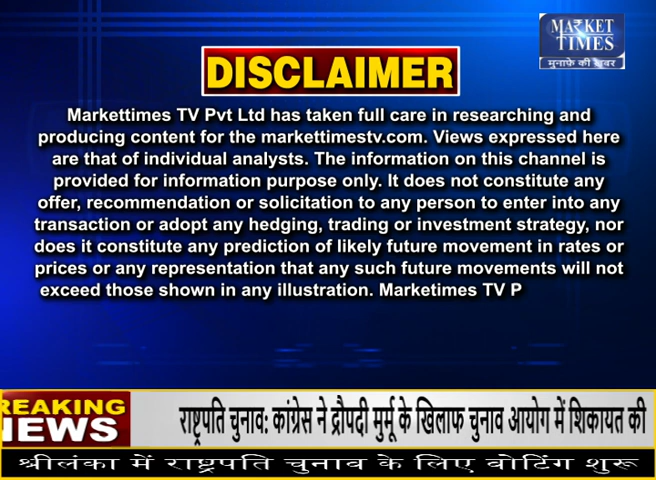 MARKET
TIMES
मुनाफे की खबर
DISCLAIMER
Markettimes TV Pvt Ltd has taken full care in researching and
producing content for the markettimestv.com. Views expressed here
are that of individual analysts. The information on this channel is
provided for information purpose only. It does not constitute any
offer, recommendation or solicitation to any person to enter into any
transaction or adopt any hedging, trading or investment strategy, nor
does it constitute any prediction of likely future movement in rates or
prices or any representation that any such future movements will not
exceed those shown in any illustration. Marketimes TV P
REAKING
NEWS
राष्ट्रपति चुनाव: कांग्रेस ने द्रौपदी मुर्मू के खिलाफ चुनाव आयोग में शिकायत की
श्रीलंका में राष्ट्रपति चुनाव के लिए वोटिंग शुरू